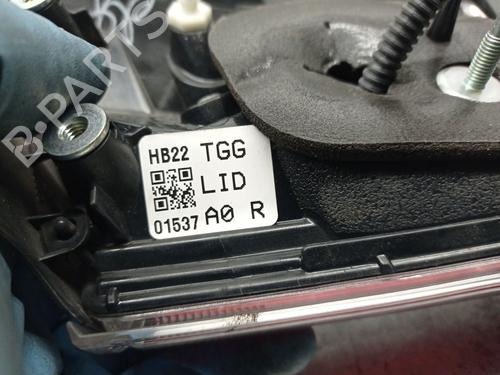 B-PARTS
HB22 TGG
LID
01537 A0 R